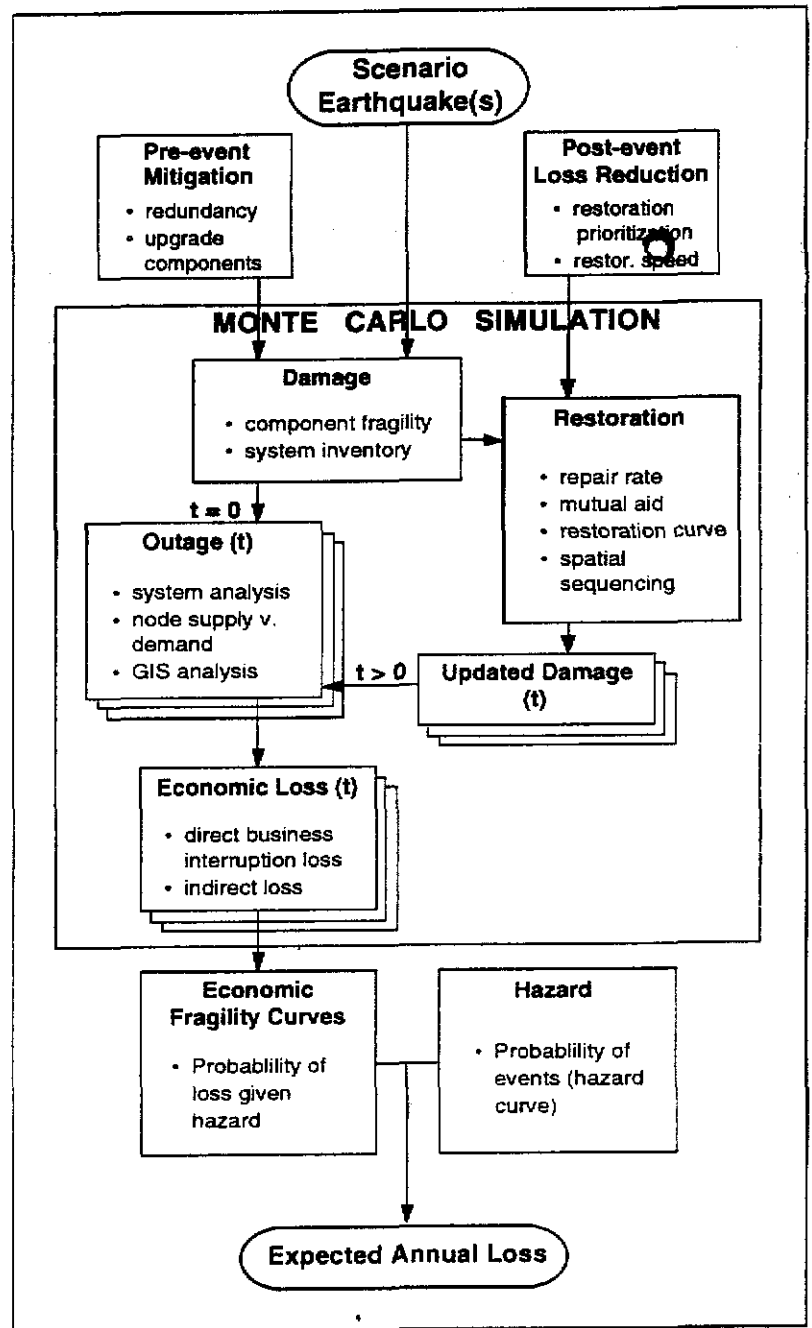 Scenario
Earthquake(s)
Pre-event
Mitigation
• redundancy
• upgrade
components
Post-event
Loss Reduction
• restoration
prioritization
• restor. speed
MONTE CARLO SIMULATION
Damage
• component fragility
• system inventory
Restoration
• repair rate
• mutual aid
• restoration curve
• spatial
sequencing
t = 0
Outage (t)
• system analysis
• node supply v.
demand
• GIS analysis
t > 0
Updated Damage
(t)
Economic Loss (t)
• direct business
interruption loss
• indirect loss
Economic
Fragility Curves
• Probablility of
loss given
hazard
Hazard
• Probablility of
events (hazard
curve)
Expected Annual Loss